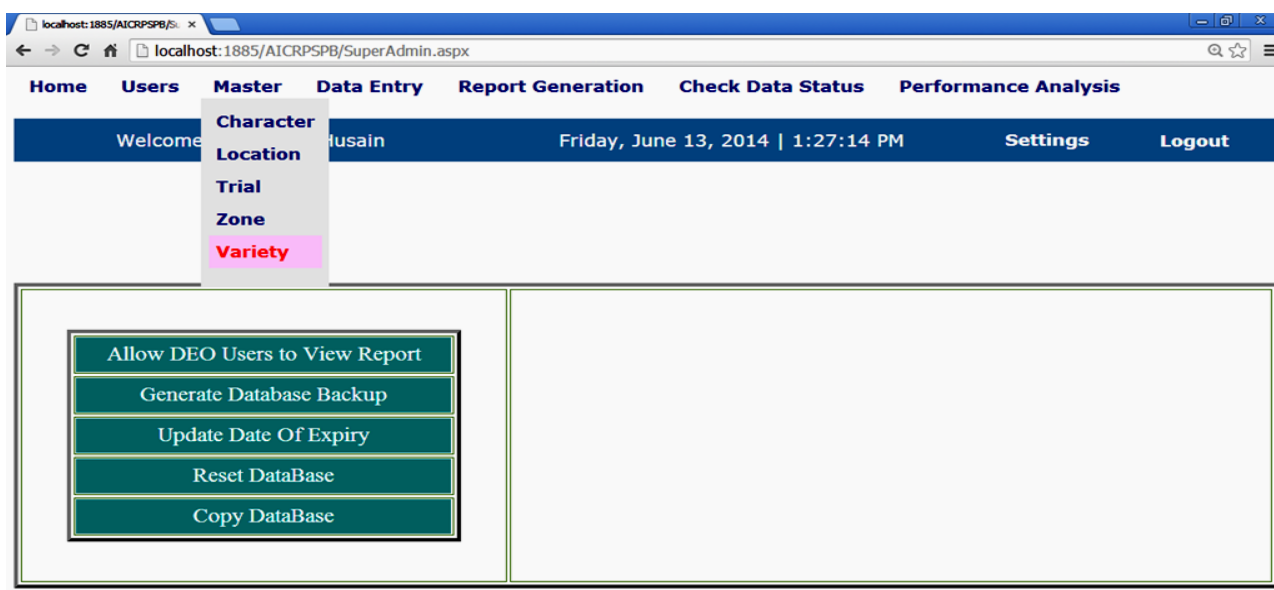 localhost:1885/AICRPSPB/Su
localhost:1885/AICRPSPB/SuperAdmin.aspx
Home Users Master Data Entry Report Generation Check Data Status Performance Analysis
Character
Welcome Husain Friday, June 13, 2014 | 1:27:14 PM Settings Logout
Location
Trial
Zone
Variety
Allow DEO Users to View Report
Generate Database Backup
Update Date Of Expiry
Reset DataBase
Copy DataBase